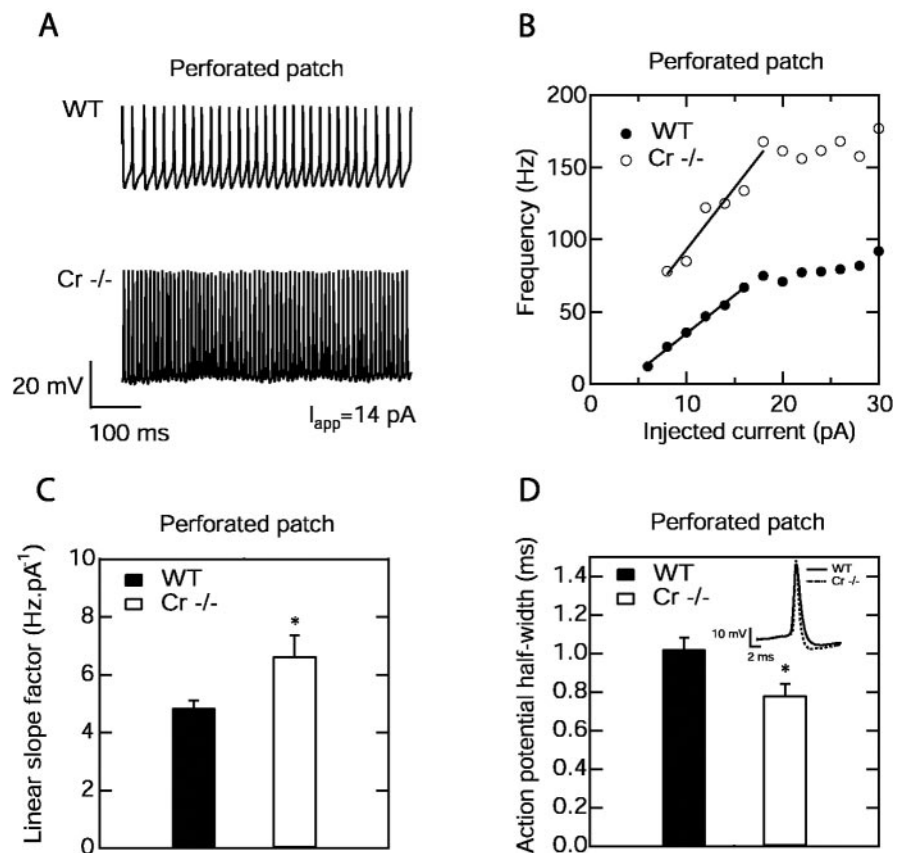 A
Perforated patch
WT
Cr -/-
20 mV
100 ms
I_app=14 pA
B
Perforated patch
200
150
100
50
0
Frequency (Hz)
WT
Cr -/-
0
10
20
30
Injected current (pA)
C
Perforated patch
10
8
6
4
2
0
Linear slope factor (Hz.pA⁻¹)
WT
Cr -/-
*
D
Perforated patch
1.4
1.2
1.0
0.8
0.6
0.4
0.2
0.0
Action potential half-width (ms)
WT
Cr -/-
WT
Cr -/-
10 mV
2 ms
*